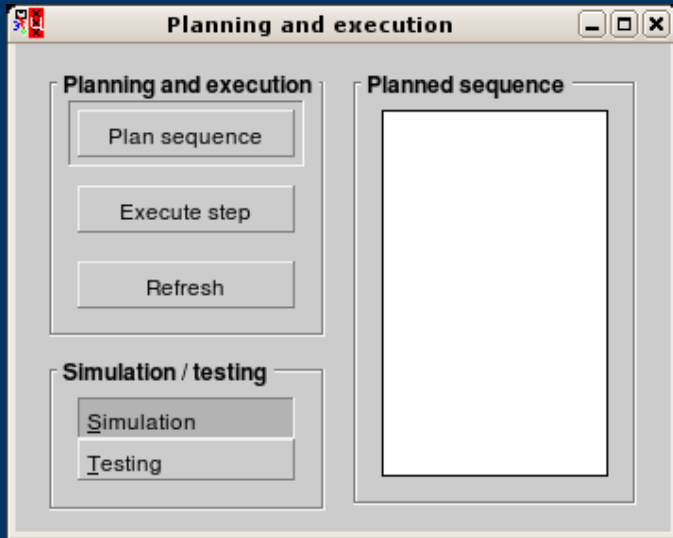 Planning and execution
Planning and execution
Plan sequence
Execute step
Refresh
Simulation / testing
Simulation
Testing
Planned sequence